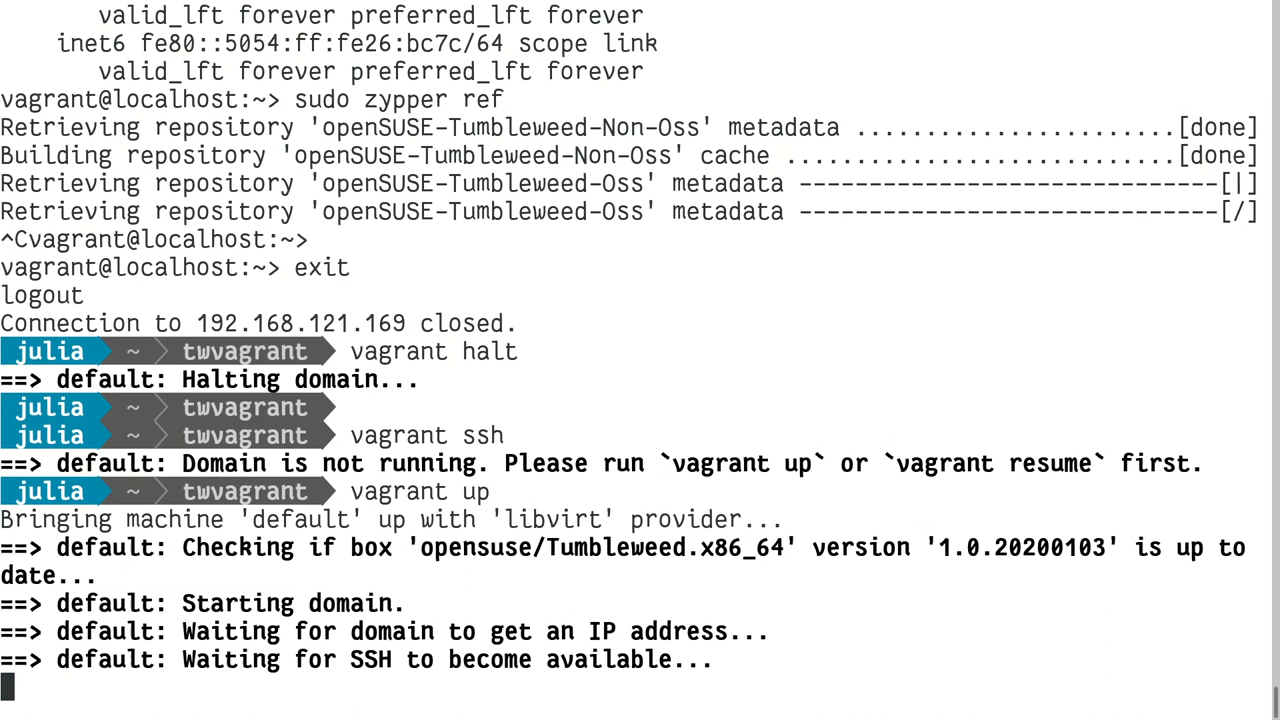 valid_lft forever preferred_lft forever
inet6 fe80::5054:ff:fe26:bc7c/64 scope link
valid_lft forever preferred_lft forever
vagrant@localhost:~> sudo zypper ref
Retrieving repository 'openSUSE-Tumbleweed-Non-Oss' metadata .......................[done]
Building repository 'openSUSE-Tumbleweed-Non-Oss' cache ............................[done]
Retrieving repository 'openSUSE-Tumbleweed-Oss' metadata ------------------------------[|]
Retrieving repository 'openSUSE-Tumbleweed-Oss' metadata ------------------------------[/]
^Cvagrant@localhost:~>
vagrant@localhost:~> exit
logout
Connection to 192.168.121.169 closed.
julia ~ twvagrant vagrant halt
==> default: Halting domain...
julia ~ twvagrant
julia ~ twvagrant vagrant ssh
==> default: Domain is not running. Please run `vagrant up` or `vagrant resume` first.
julia ~ twvagrant vagrant up
Bringing machine 'default' up with 'libvirt' provider...
==> default: Checking if box 'opensuse/Tumbleweed.x86_64' version '1.0.20200103' is up to
date...
==> default: Starting domain.
==> default: Waiting for domain to get an IP address...
==> default: Waiting for SSH to become available...